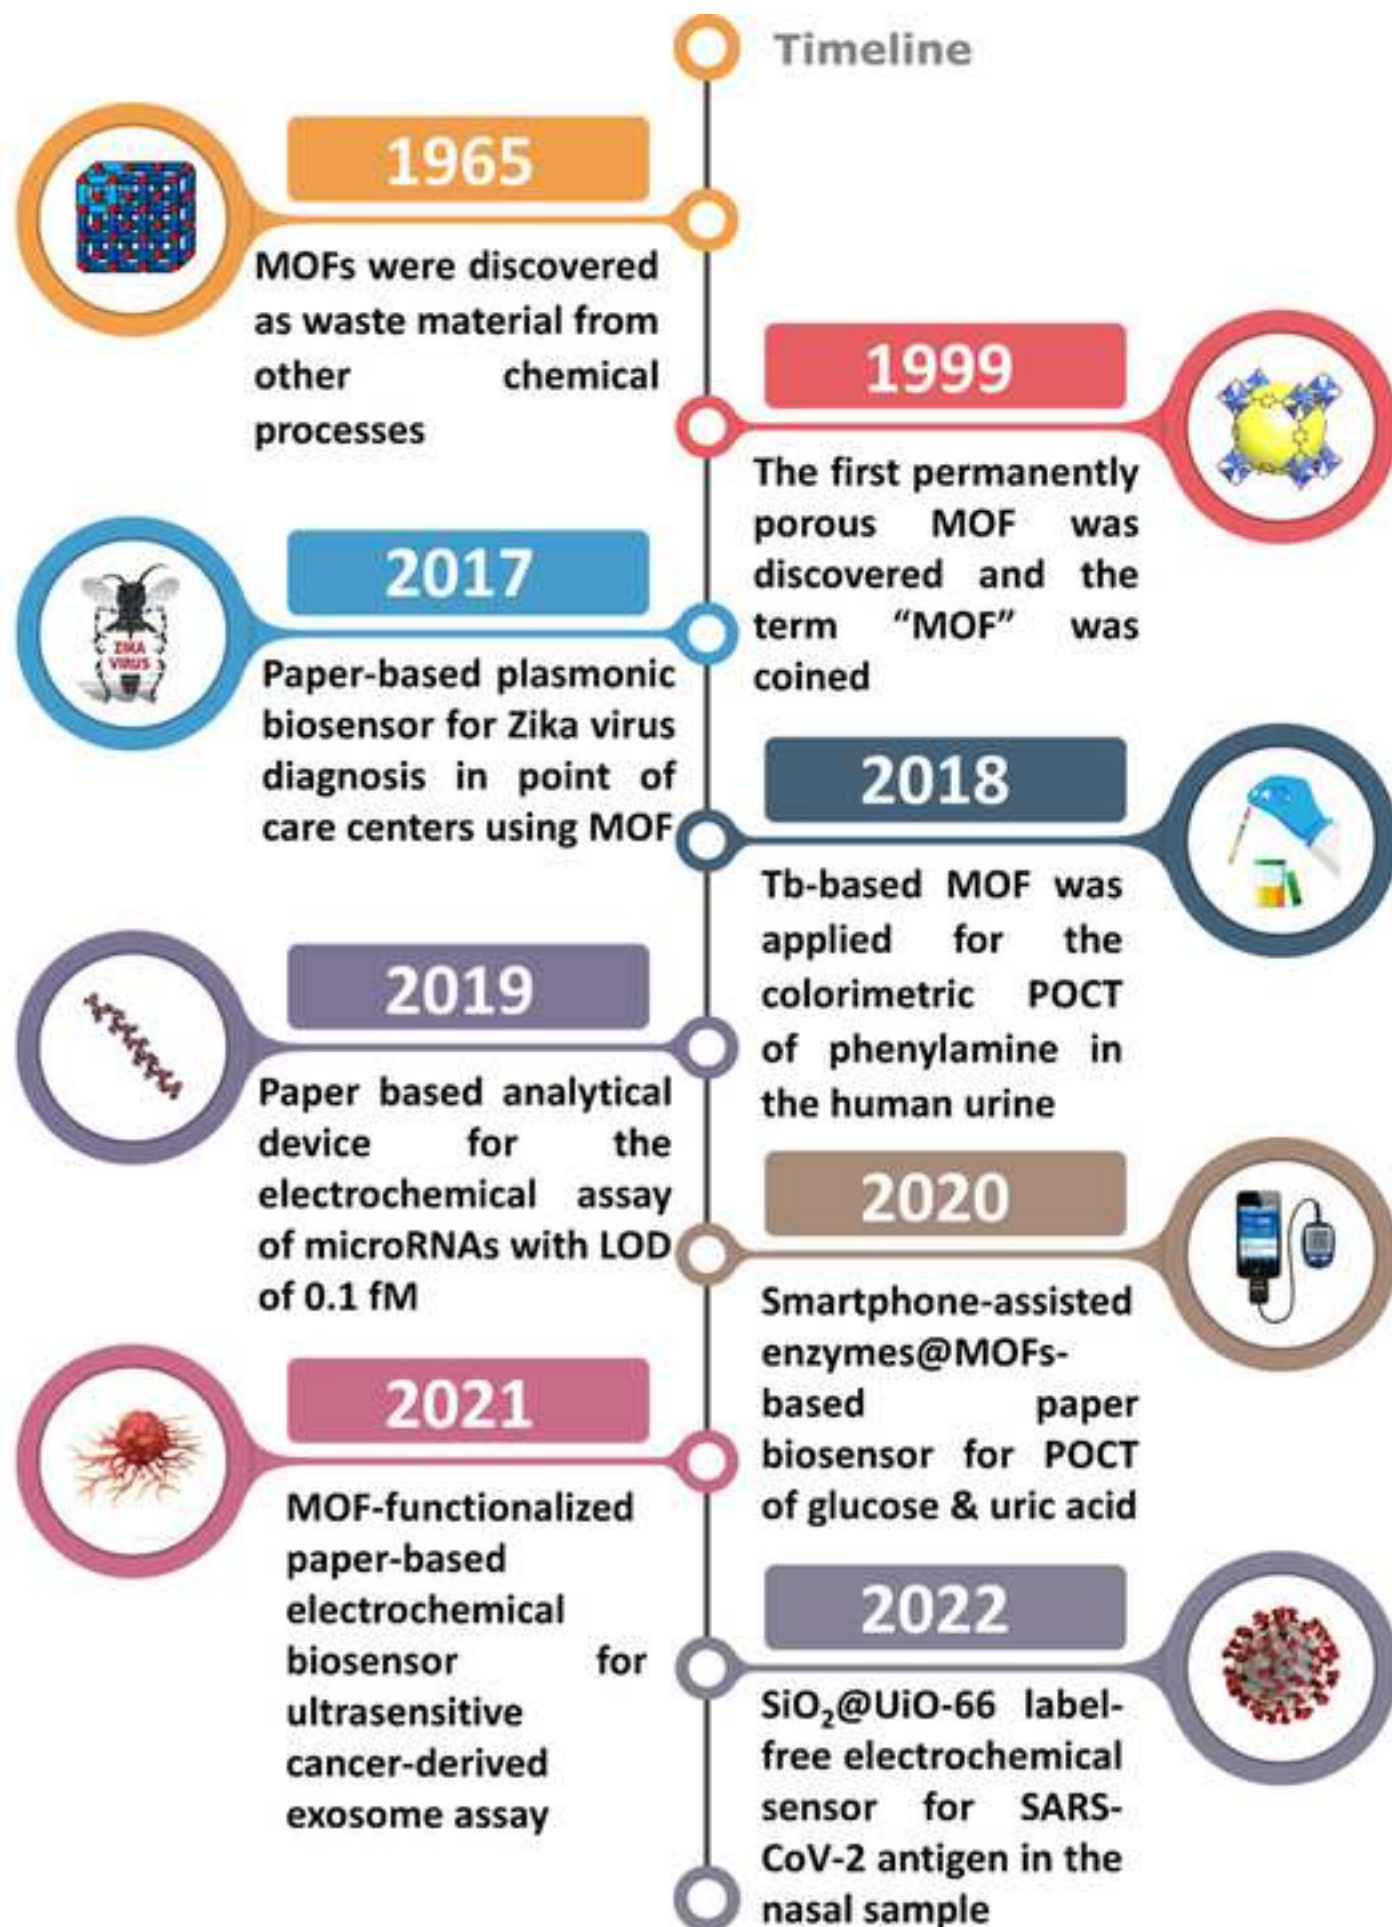 Timeline
1965
MOFs were discovered
as waste material from
other chemical
processes
1999
The first permanently
porous MOF was
discovered and the
term “MOF” was
coined
2017
ZIKA
VIRUS
Paper-based plasmonic
biosensor for Zika virus
diagnosis in point of
care centers using MOF
2018
Tb-based MOF was
applied for the
colorimetric POCT
of phenylamine in
the human urine
2019
Paper based analytical
device for the
electrochemical assay
of microRNAs with LOD
of 0.1 fM
2020
Smartphone-assisted
enzymes@MOFs-
based paper
biosensor for POCT
of glucose & uric acid
2021
MOF-functionalized
paper-based
electrochemical
biosensor for
ultrasensitive
cancer-derived
exosome assay
2022
SiO₂@UiO-66 label-
free electrochemical
sensor for SARS-
CoV-2 antigen in the
nasal sample